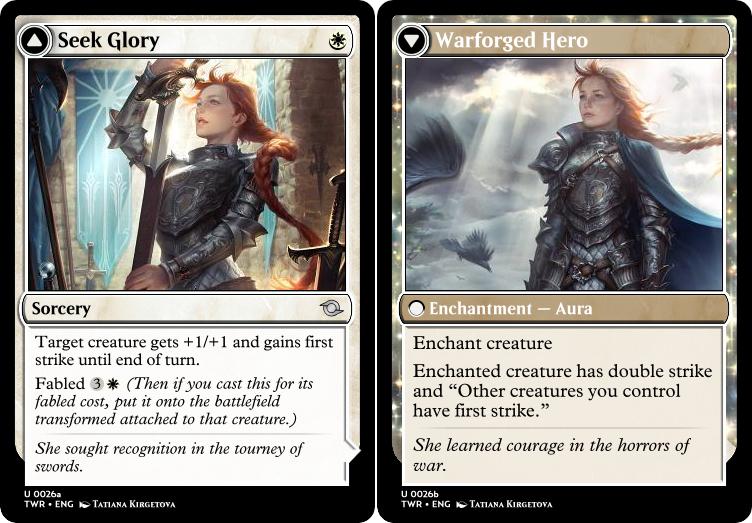 Seek Glory
Sorcery
Target creature gets +1/+1 and gains first
strike until end of turn.
Fabled 3 (Then if you cast this for its
fabled cost, put it onto the battlefield
transformed attached to that creature.)
She sought recognition in the tourney of
swords.
U 0026a
TWR • ENG Tatiana Kirgetova
Warforged Hero
Enchantment — Aura
Enchant creature
Enchanted creature has double strike
and “Other creatures you control
have first strike.”
She learned courage in the horrors of
war.
U 0026b
TWR • ENG Tatiana Kirgetova